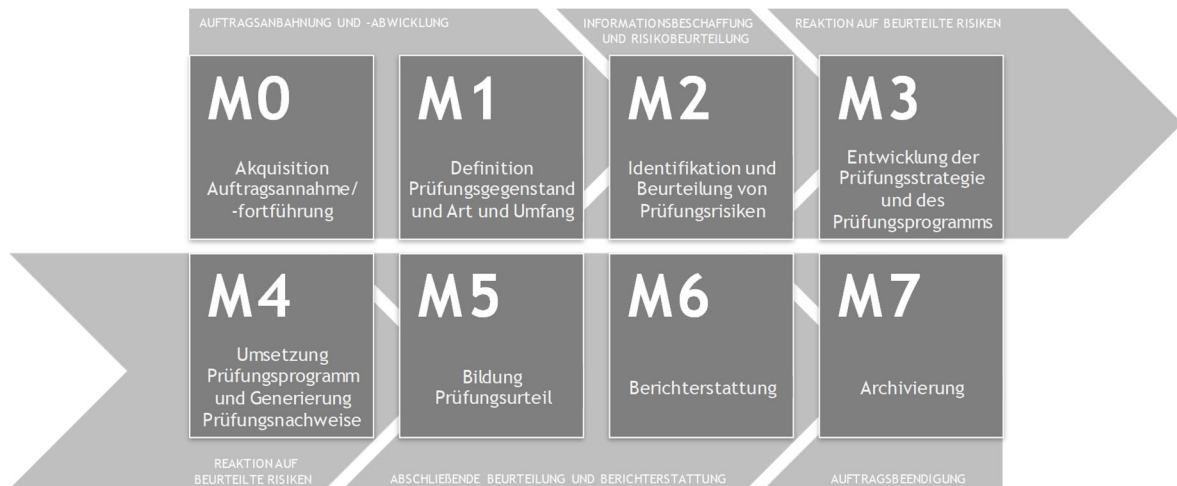 AUFTRAGSANBAHNUNG UND -ABWICKLUNG
INFORMATIONSBESCHAFFUNG
UND RISIKOBEURTEILUNG
REAKTION AUF BEURTEILTE RISIKEN
M0
Akquisition
Auftragsannahme/
-fortführung
M1
Definition
Prüfungsgegenstand
und Art und Umfang
M2
Identifikation und
Beurteilung von
Prüfungsrisiken
M3
Entwicklung der
Prüfungsstrategie
und des
Prüfungsprogramms
M4
Umsetzung
Prüfungsprogramm
und Generierung
Prüfungsnachweise
M5
Bildung
Prüfungsurteil
M6
Berichterstattung
M7
Archivierung
REAKTION AUF
BEURTEILTE RISIKEN
ABSCHLIEßENDE BEURTEILUNG UND BERICHTERSTATTUNG
AUFTRAGSBEENDIGUNG